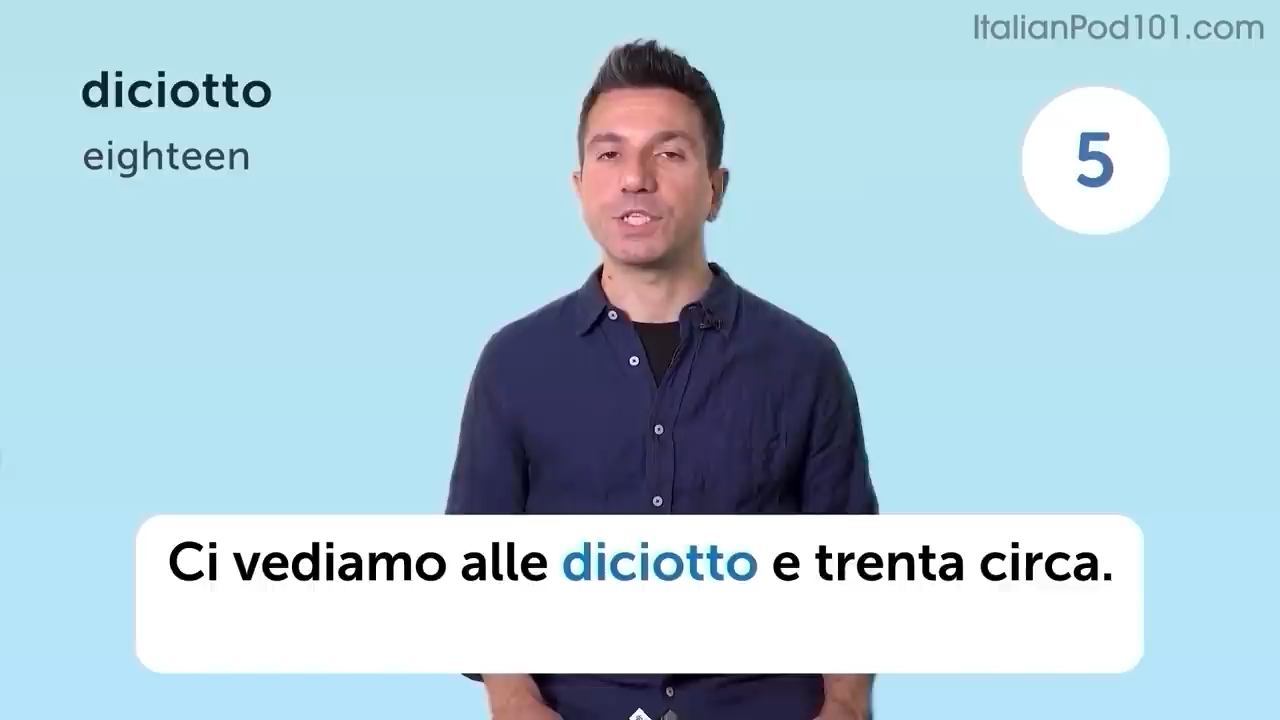 ItalianPod101.com
diciotto
eighteen
5
Ci vediamo alle diciotto e trenta circa.